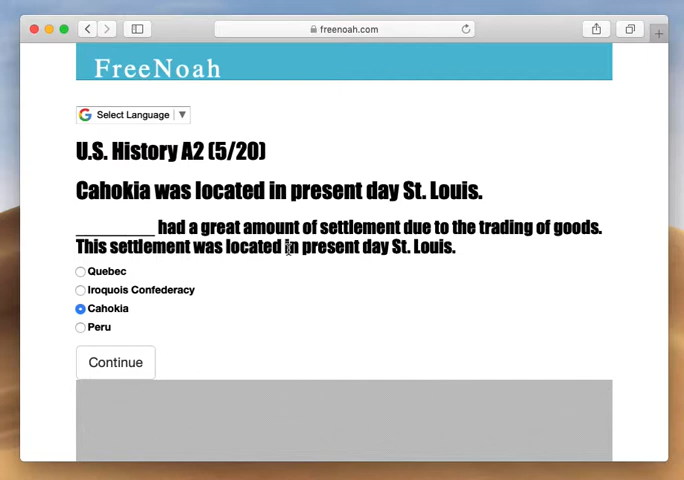 freenoah.com
FreeNoah
Select Language
U.S. History A2 (5/20)
Cahokia was located in present day St. Louis.
_________ had a great amount of settlement due to the trading of goods.
This settlement was located in present day St. Louis.
Quebec
Iroquois Confederacy
Cahokia
Peru
Continue